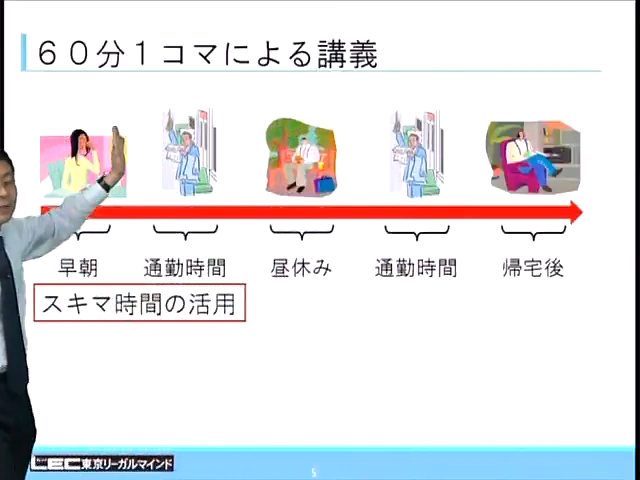 60分1コマによる講義
早朝
通勤時間
昼休み
通勤時間
帰宅後
スキマ時間の活用
LEC東京リーガルマインド
5